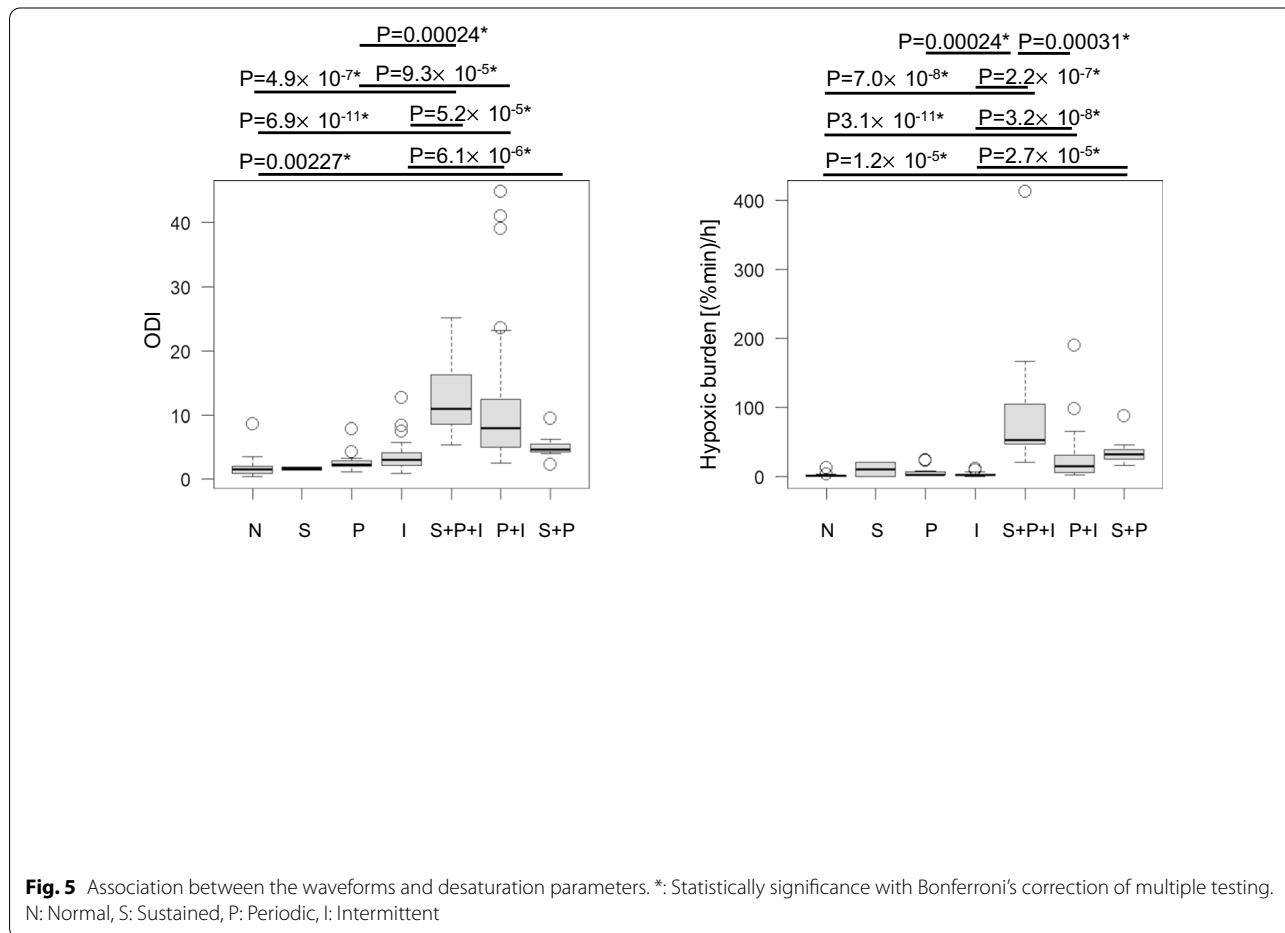 P=0.00024*
P=4.9× 10-7* P=9.3× 10-5*
P=6.9× 10-11* P=5.2× 10-5*
P=0.00227* P=6.1× 10-6*
ODI
40
30
20
10
0
N S P I S+P+I P+I S+P
P=0.00024* P=0.00031*
P=7.0× 10-8* P=2.2× 10-7*
P3.1× 10-11* P=3.2× 10-8*
P=1.2× 10-5* P=2.7× 10-5*
Hypoxic burden [(%min)/h]
400
300
200
100
0
N S P I S+P+I P+I S+P
Fig. 5 Association between the waveforms and desaturation parameters. *: Statistically significance with Bonferroni's correction of multiple testing.
N: Normal, S: Sustained, P: Periodic, I: Intermittent